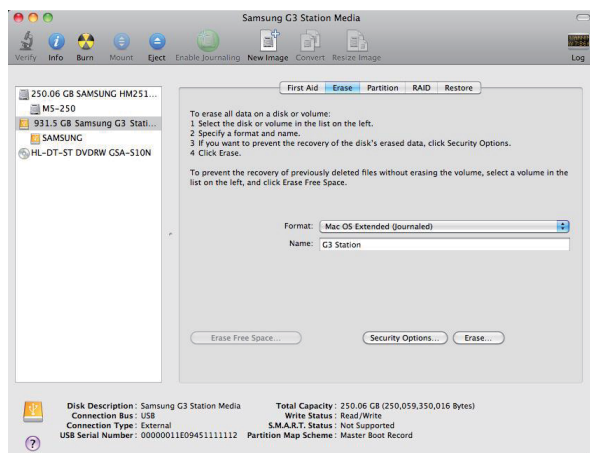 Samsung G3 Station Media
Verify Info Burn Mount Eject Enable Journaling New Image Convert Resize Image Log
First Aid Erase Partition RAID Restore
250.06 GB SAMSUNG HM251...
MS-250
931.5 GB Samsung G3 Stati...
SAMSUNG
HL-DT-ST DVDRW GSA-S10N
To erase all data on a disk or volume:
1 Select the disk or volume in the list on the left.
2 Specify a format and name.
3 If you want to prevent the recovery of the disk's erased data, click Security Options.
4 Click Erase.
To prevent the recovery of previously deleted files without erasing the volume, select a volume in the
list on the left, and click Erase Free Space.
Format: Mac OS Extended (Journaled)
Name: G3 Station
Erase Free Space... Security Options... Erase...
Disk Description : Samsung G3 Station Media Total Capacity : 250.06 GB (250,059,350,016 Bytes)
Connection Bus : USB Write Status : Read/Write
Connection Type : External S.M.A.R.T. Status : Not Supported
USB Serial Number : 00000011E09451111112 Partition Map Scheme : Master Boot Record
?